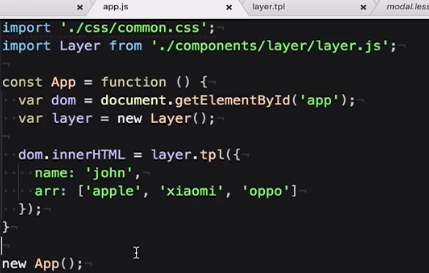 app.js
layer.tpl
modal.less
import './css/common.css';
import Layer from './components/layer/layer.js';
const App = function () {
var dom = document.getElementById('app');
var layer = new Layer();
dom.innerHTML = layer.tpl({
name: 'john',
arr: ['apple', 'xiaomi', 'oppo']
});
}
new App();